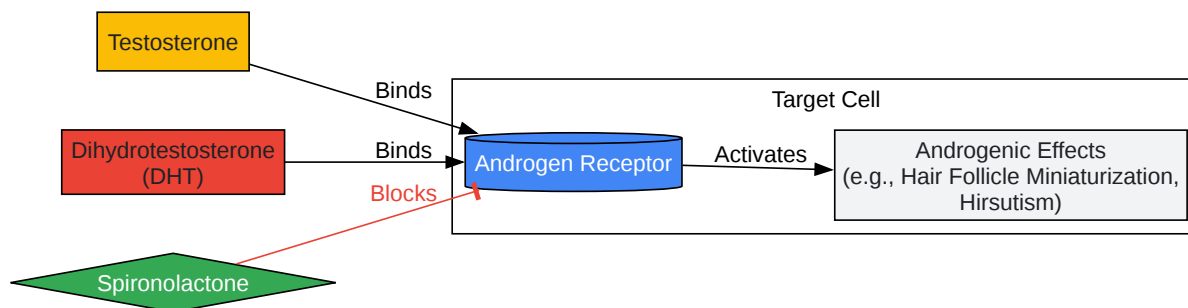 Testosterone
Binds
Target Cell
Dihydrotestosterone
(DHT)
Binds
Androgen Receptor
Activates
Androgenic Effects
(e.g., Hair Follicle Miniaturization,
Hirsutism)
Blocks
Spironolactone